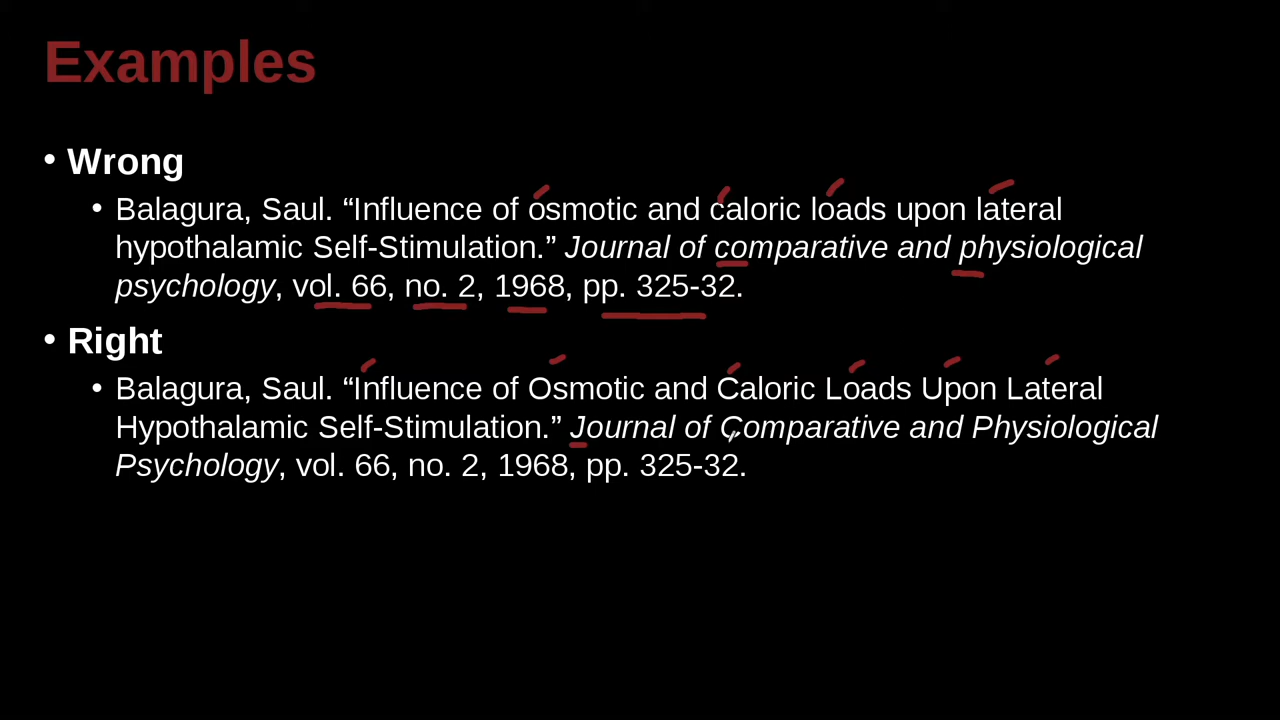 Examples
• Wrong
• Balagura, Saul. “Influence of osmotic and caloric loads upon lateral
hypothalamic Self-Stimulation.” Journal of comparative and physiological
psychology, vol. 66, no. 2, 1968, pp. 325-32.
• Right
• Balagura, Saul. “Influence of Osmotic and Caloric Loads Upon Lateral
Hypothalamic Self-Stimulation.” Journal of Comparative and Physiological
Psychology, vol. 66, no. 2, 1968, pp. 325-32.